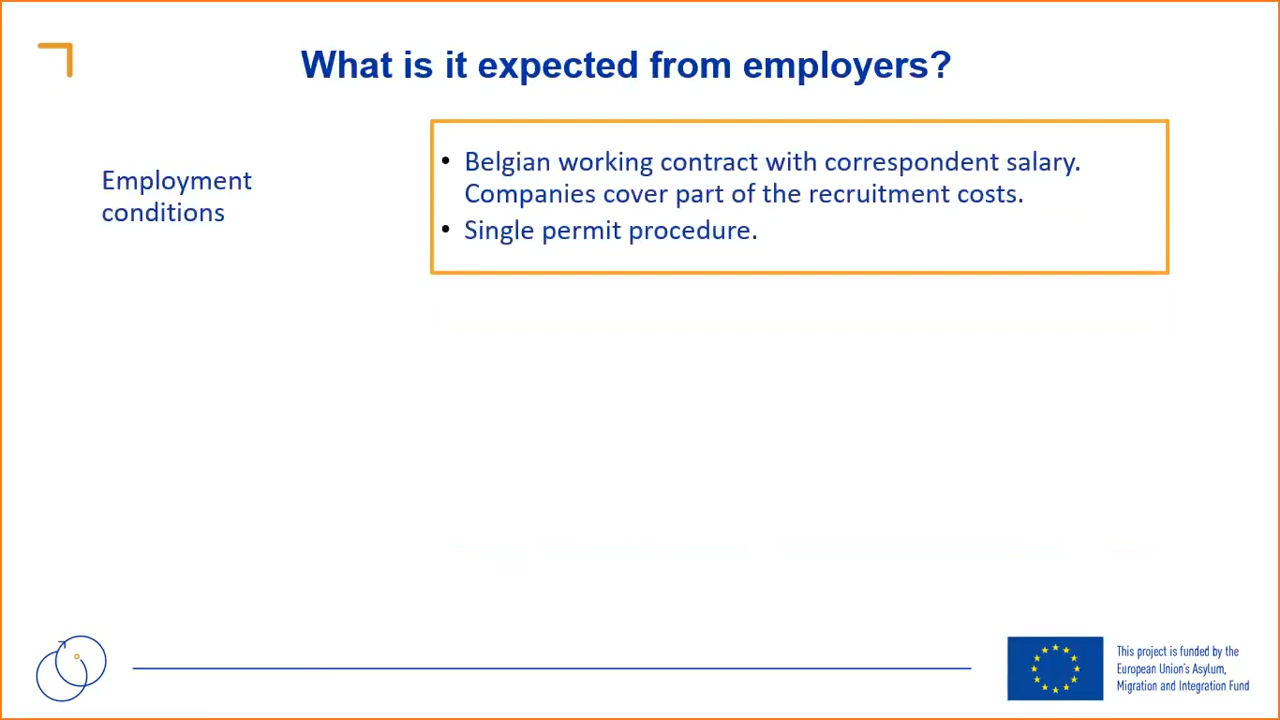 What is it expected from employers?
Employment
conditions
• Belgian working contract with correspondent salary.
Companies cover part of the recruitment costs.
• Single permit procedure.
This project is funded by the
European Union's Asylum,
Migration and Integration Fund